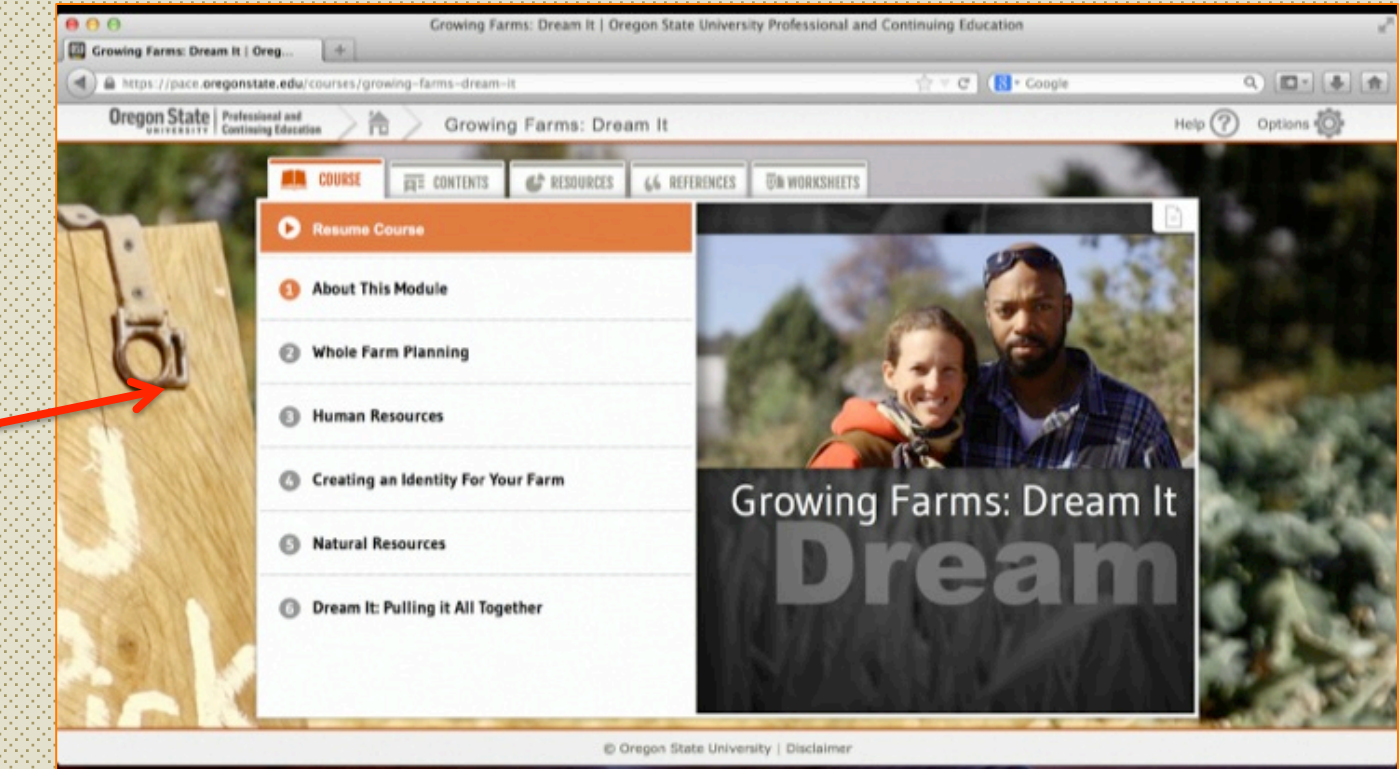 Growing Farms: Dream It | Oregon State University Professional and Continuing Education
Growing Farms: Dream It | Oreg...
https://pace.oregonstate.edu/courses/growing-farms-dream-it
Google
Oregon State UNIVERSITY
Professional and Continuing Education
Growing Farms: Dream It
Help ?
Options
COURSE
CONTENTS
RESOURCES
REFERENCES
WORKSHEETS
Resume Course
1 About This Module
2 Whole Farm Planning
3 Human Resources
4 Creating an Identity For Your Farm
5 Natural Resources
6 Dream It: Pulling it All Together
Growing Farms: Dream It
Dream
U
Pick
© Oregon State University | Disclaimer